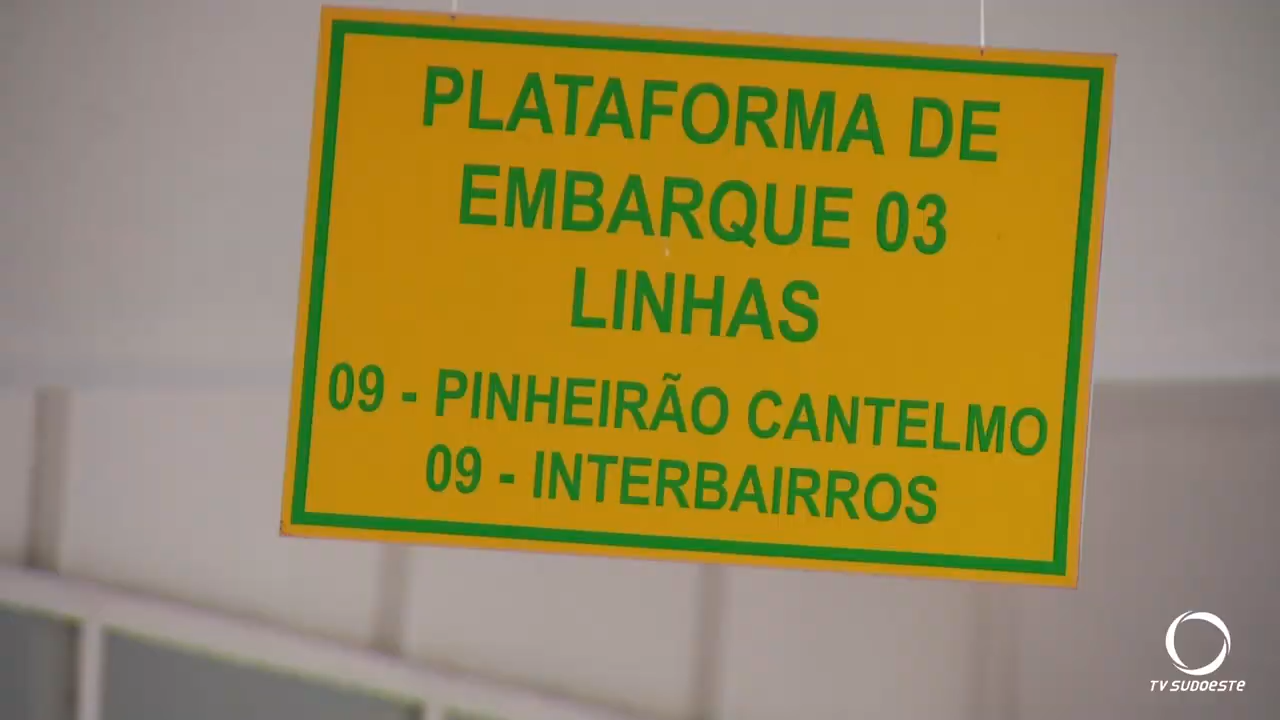 PLATAFORMA DE
EMBARQUE 03
LINHAS
09 - PINHEIRÃO CANTELMO
09 - INTERBAIRROS
TV SUDOESTE